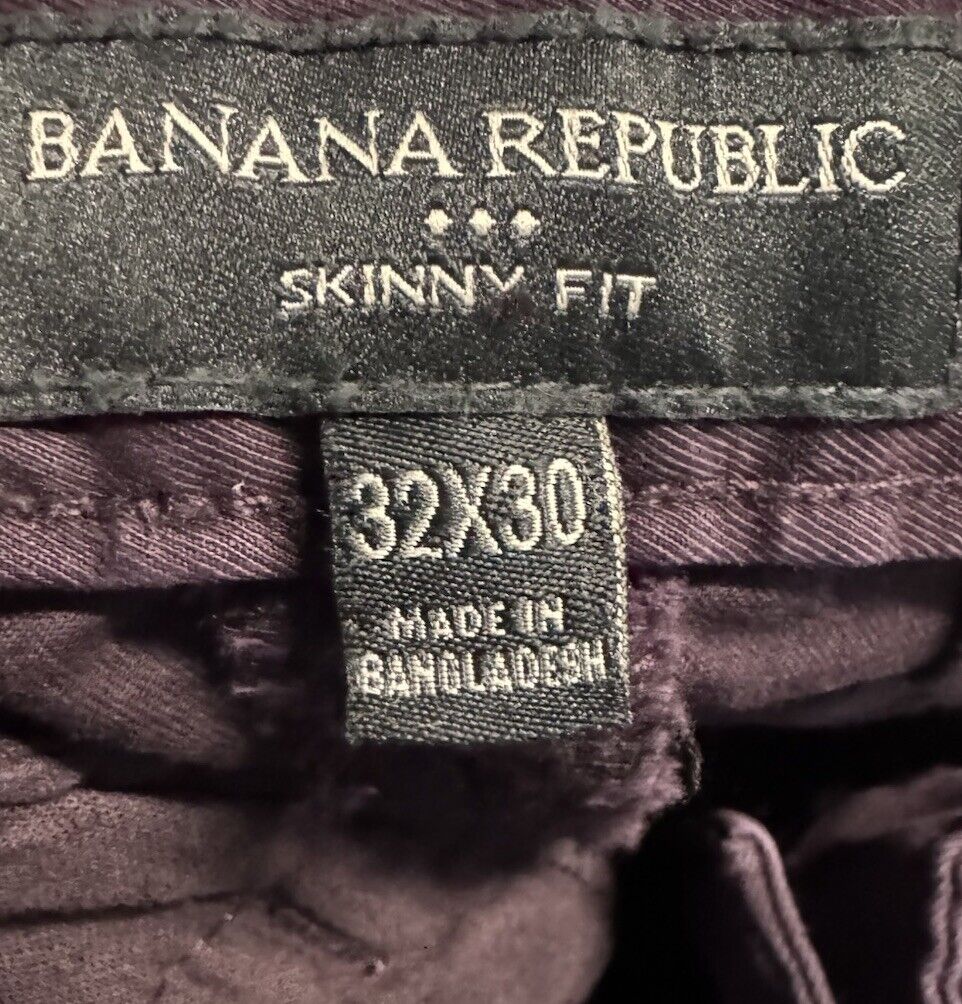 BANANA REPUBLIC
SKINNY FIT
32X30
MADE IN
BANGLADESH